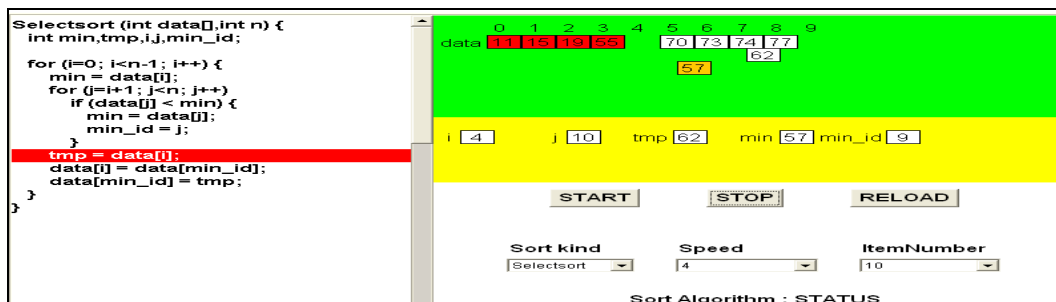 Selectsort (int data[],int n) {
int min,tmp,i,j,min_id;
for (i=0; i<n-1; i++) {
min = data[i];
for (j=i+1; j<n; j++)
if (data[j] < min) {
min = data[j];
min_id = j;
}
tmp = data[i];
data[i] = data[min_id];
data[min_id] = tmp;
}
}
0 1 2 3 4 5 6 7 8 9
data 11 15 19 55 70 73 74 77
62
57
i 4 j 10 tmp 62 min 57 min_id 9
START STOP RELOAD
Sort kind Speed ItemNumber
Selectsort 4 10
Sort Algorithm : STATUS